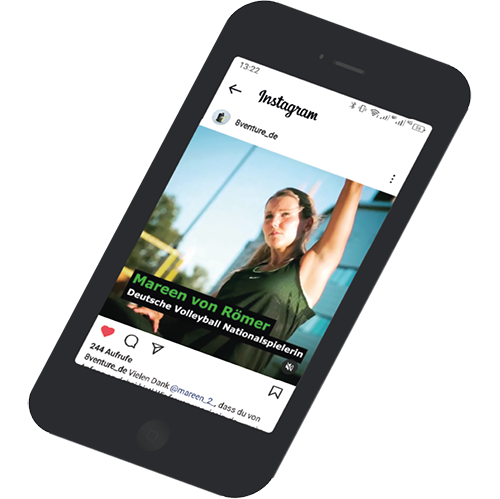 13:22
Instagram
8venture_de
Mareen von Römer
Deutsche Volleyball Nationalspielerin
244 Aufrufe
8venture_de Vielen Dank @mareen_2_, dass du von